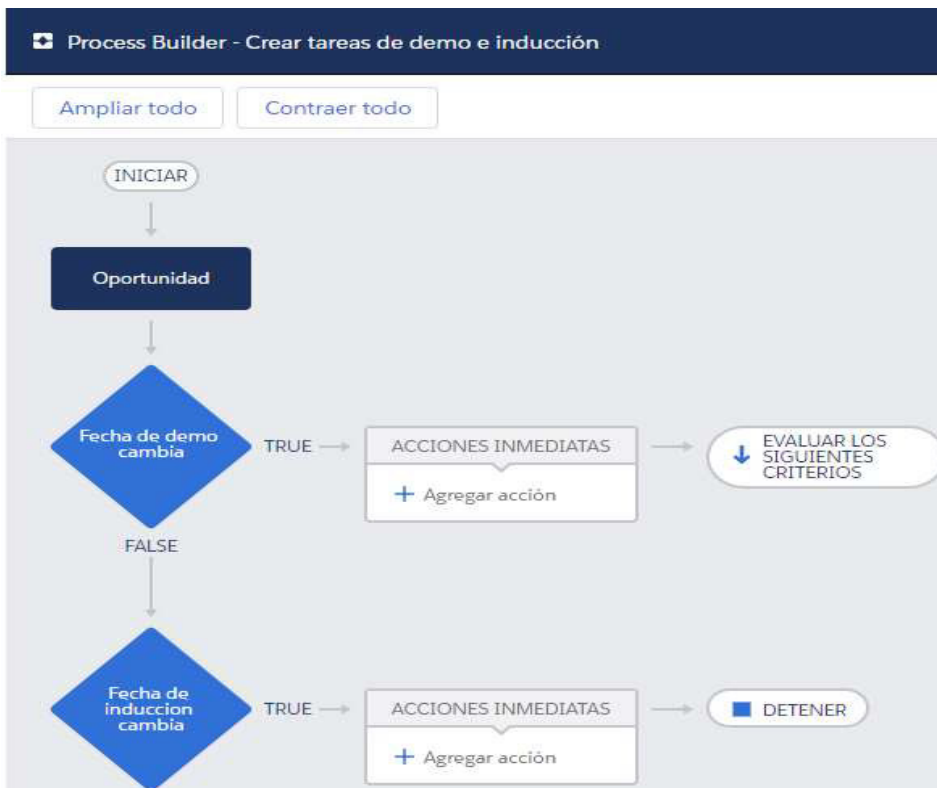 Process Builder - Crear tareas de demo e inducción
Ampliar todo
Contraer todo
INICIAR
Oportunidad
Fecha de demo
cambia
TRUE
ACCIONES INMEDIATAS
+ Agregar acción
EVALUAR LOS
SIGUIENTES
CRITERIOS
FALSE
Fecha de
induccion
cambia
TRUE
ACCIONES INMEDIATAS
+ Agregar acción
DETENER